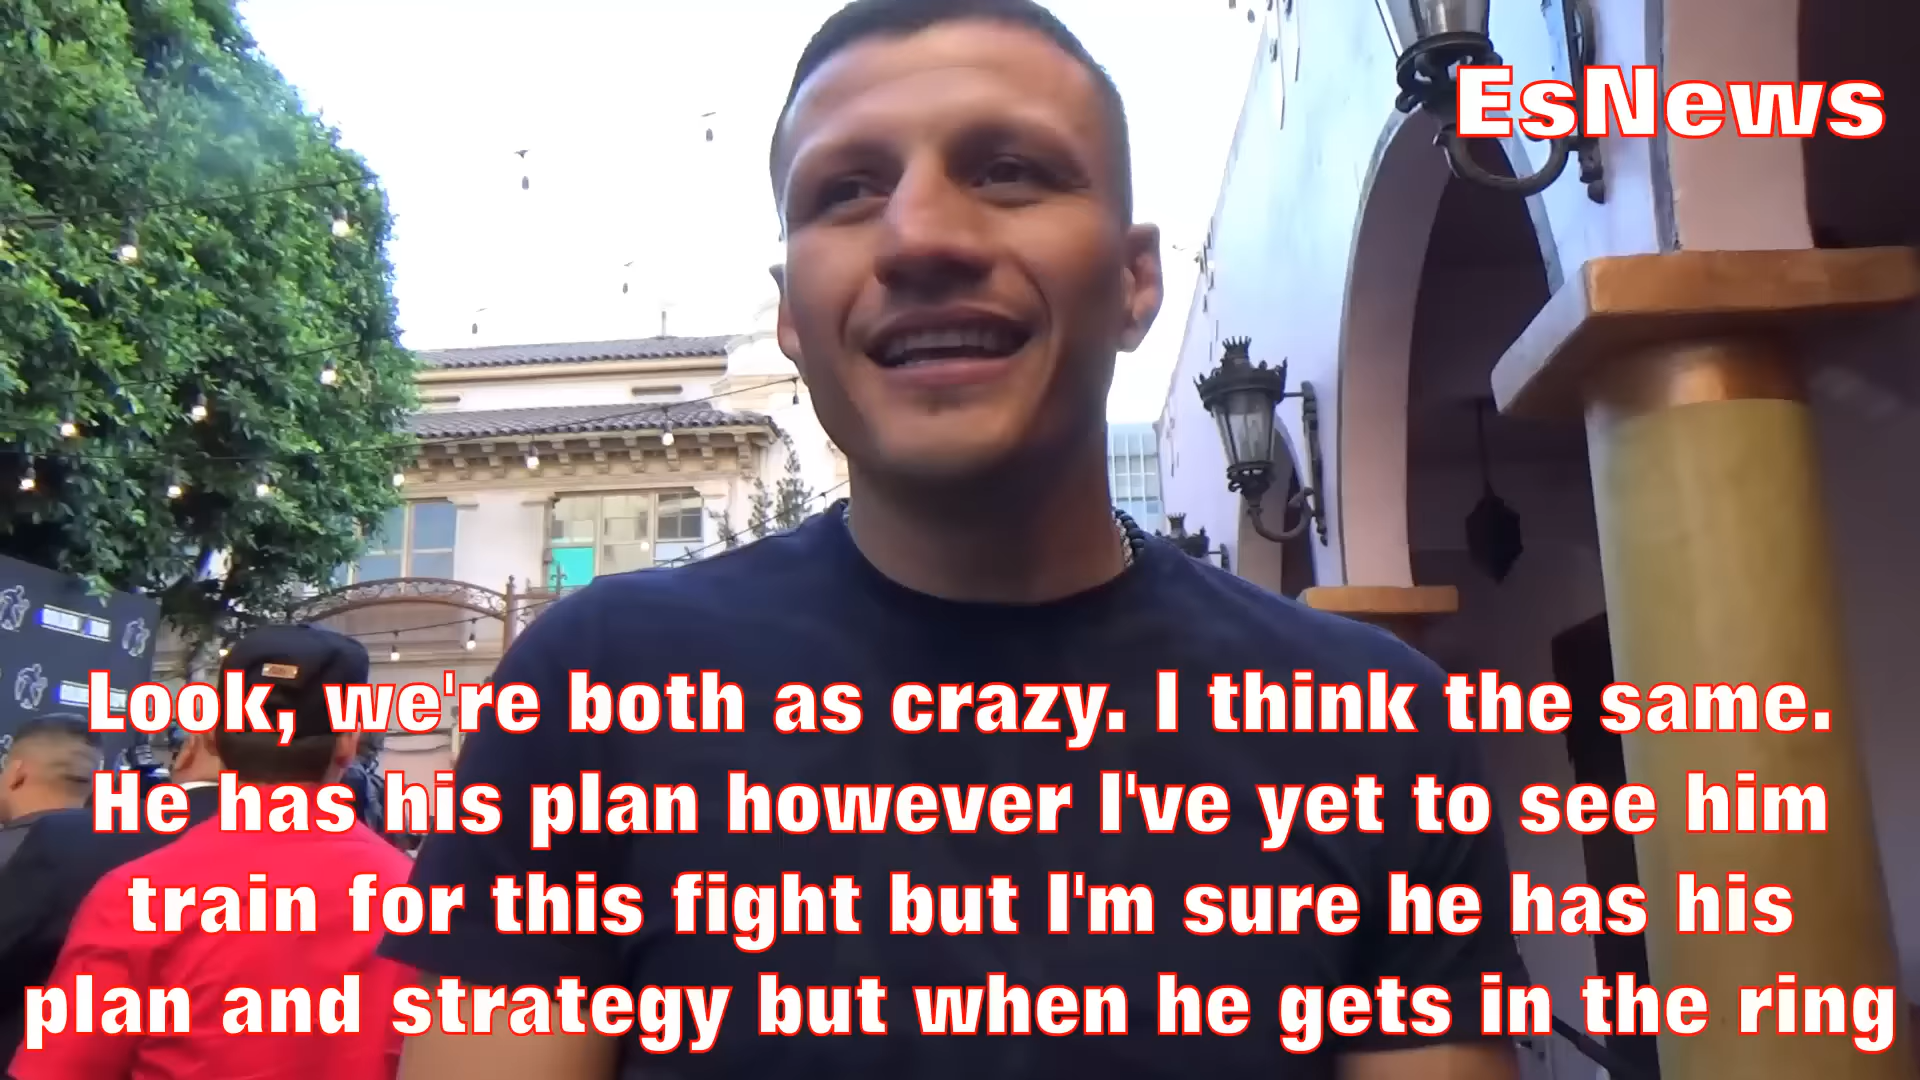 EsNews
Look, we're both as crazy. I think the same.
He has his plan however I've yet to see him
train for this fight but I'm sure he has his
plan and strategy but when he gets in the ring